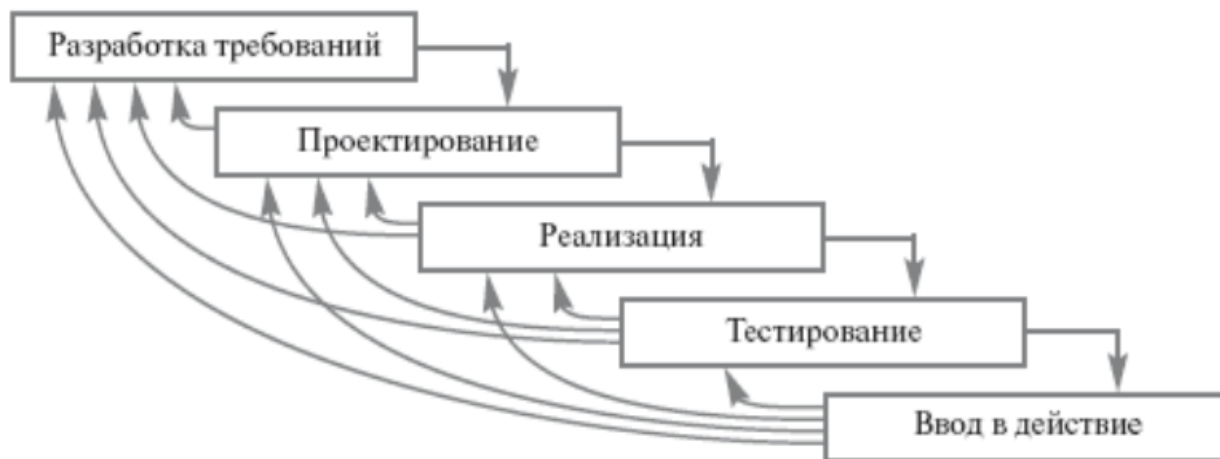 Разработка требований
Проектирование
Реализация
Тестирование
Ввод в действие